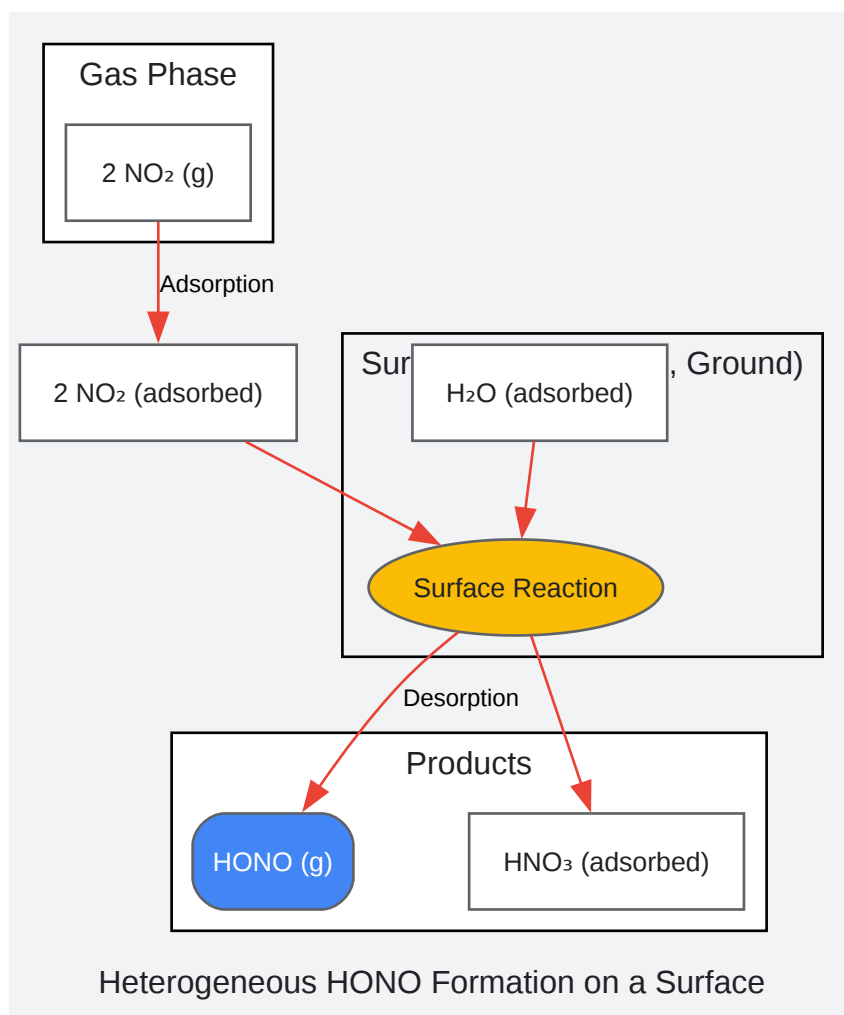 Gas Phase
2 NO₂ (g)
Adsorption
2 NO₂ (adsorbed)
, Ground)
H₂O (adsorbed)
Surface Reaction
Desorption
Products
HONO (g)
HNO₃ (adsorbed)
Heterogeneous HONO Formation on a Surface